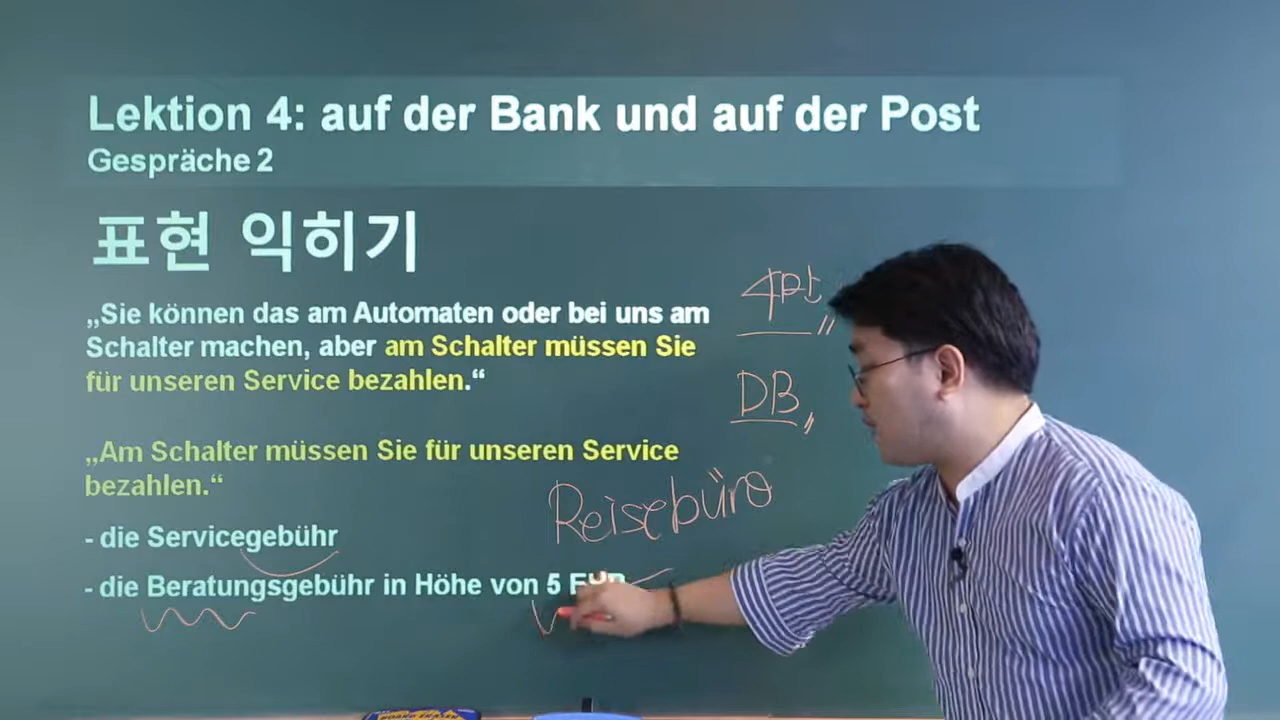 Lektion 4: auf der Bank und auf der Post
Gespräche 2
표현 익히기
„Sie können das am Automaten oder bei uns am
Schalter machen, aber am Schalter müssen Sie
für unseren Service bezahlen.“
„Am Schalter müssen Sie für unseren Service
bezahlen.“
- die Servicegebühr
- die Beratungsgebühr in Höhe von 5 EUR
DB
Reisebüro